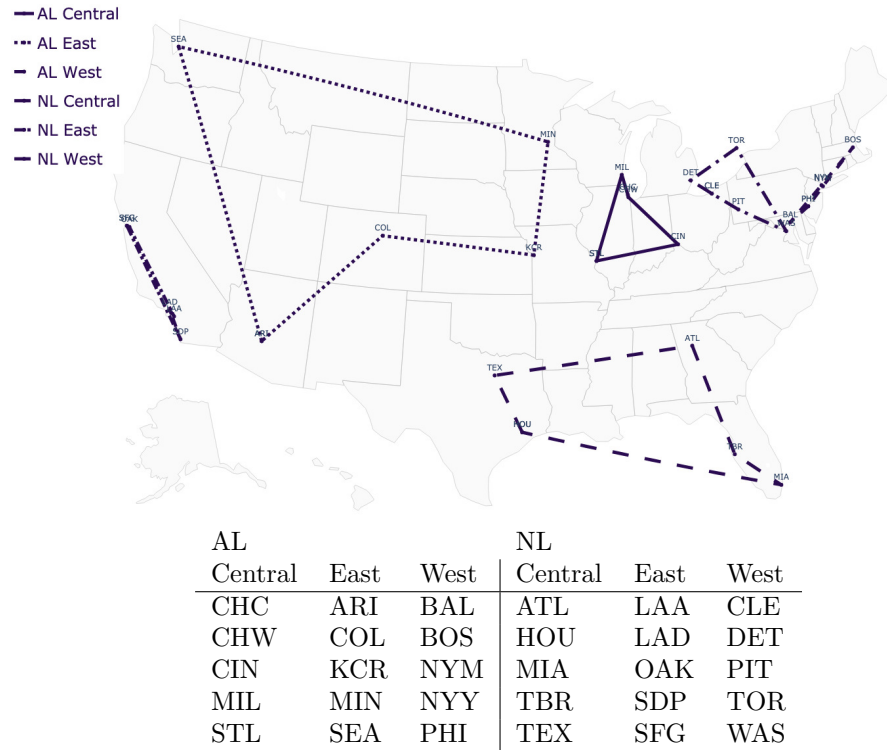 AL Central
AL East
AL West
NL Central
NL East
NL West
SEA
MIN
TOR
BOS
MIL
DET
CLE
PIT
BAL
WAS
PHI
COL
KCR
CIN
STL
SDP
ARI
TEX
ATL
HOU
TBR
MIA
AL NL
Central East West Central East West
CHC ARI BAL ATL LAA CLE
CHW COL BOS HOU LAD DET
CIN KCR NYM MIA OAK PIT
MIL MIN NYY TBR SDP TOR
STL SEA PHI TEX SFG WAS